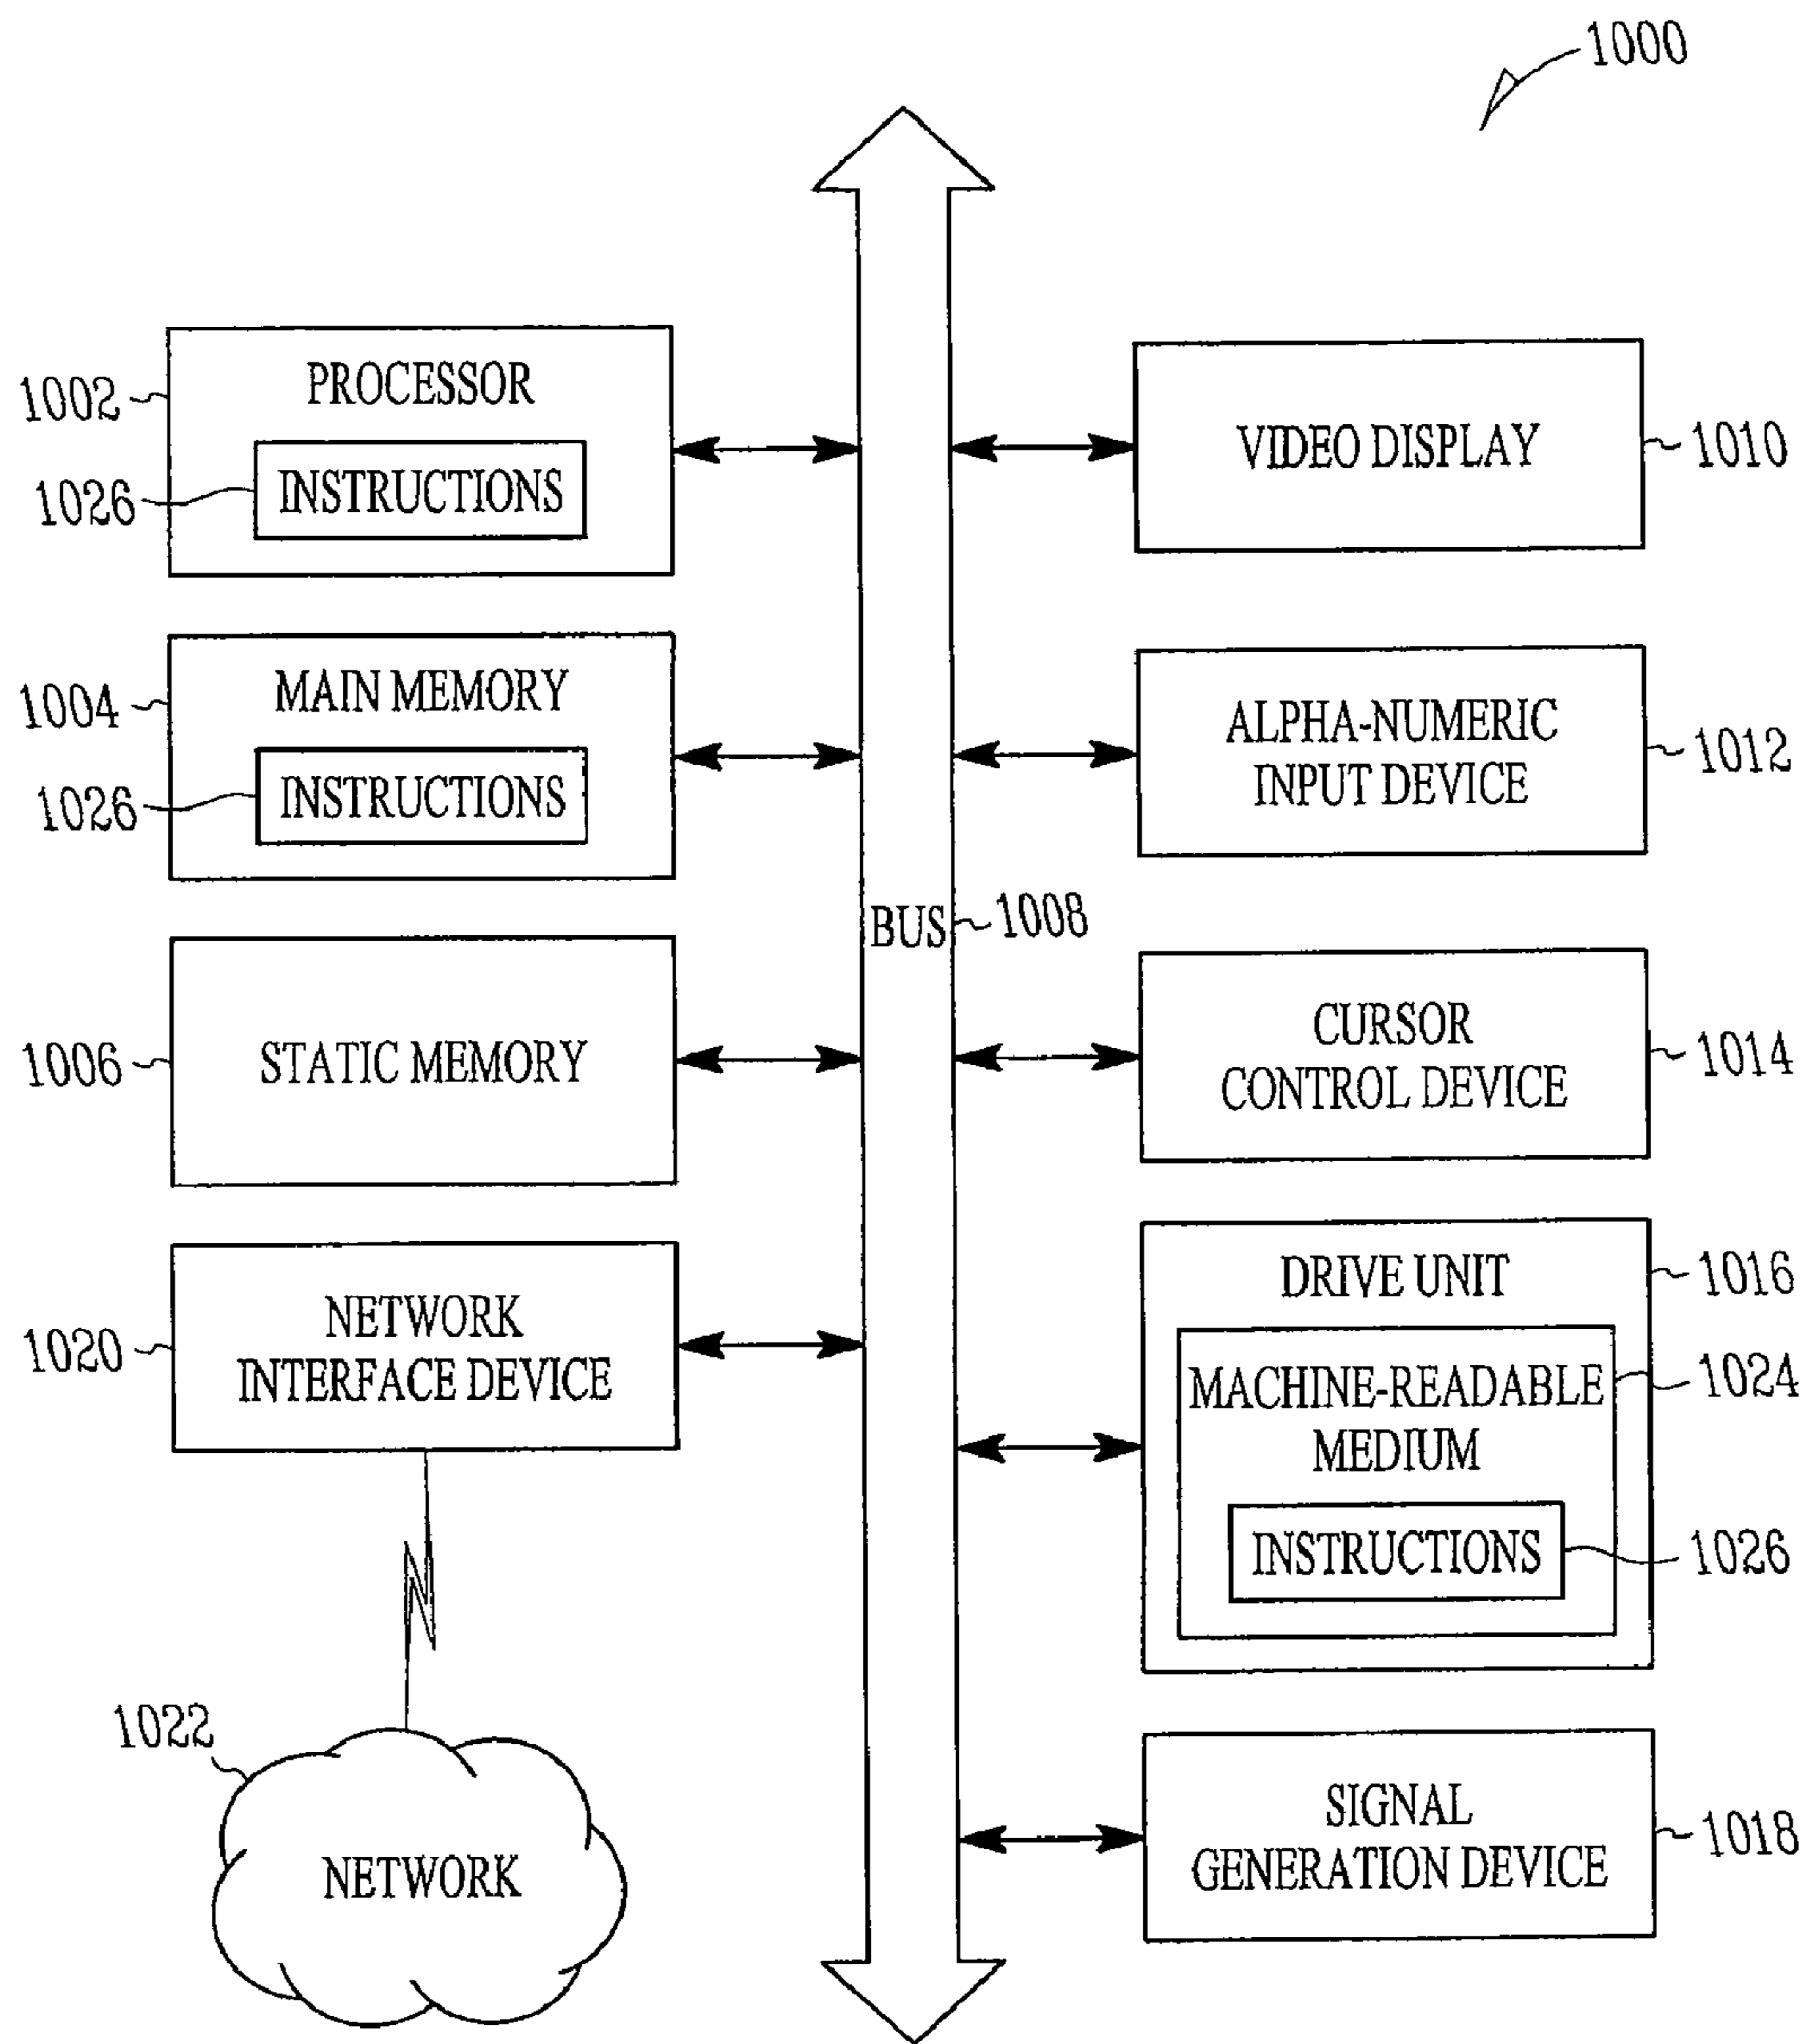 1000
PROCESSOR
1002
INSTRUCTIONS
1026
VIDEO DISPLAY
1010
MAIN MEMORY
1004
INSTRUCTIONS
1026
ALPHA-NUMERIC
INPUT DEVICE
1012
BUS
1008
STATIC MEMORY
1006
CURSOR
CONTROL DEVICE
1014
NETWORK
INTERFACE DEVICE
1020
DRIVE UNIT
1016
MACHINE-READABLE
MEDIUM
1024
INSTRUCTIONS
1026
1022
NETWORK
SIGNAL
GENERATION DEVICE
1018